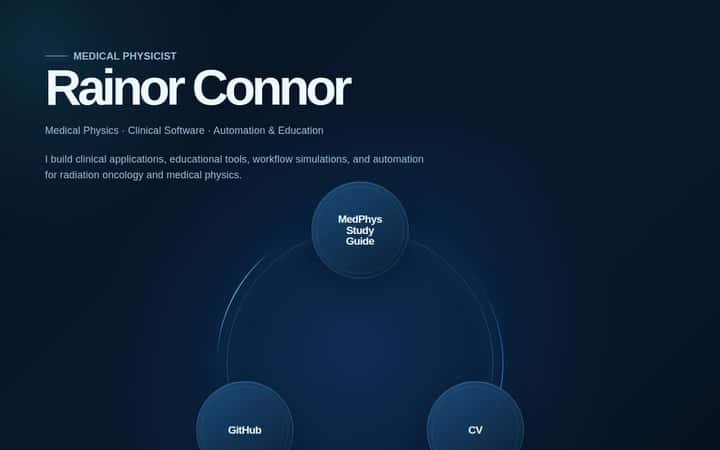 MEDICAL PHYSICIST
Rainor Connor
Medical Physics · Clinical Software · Automation & Education
I build clinical applications, educational tools, workflow simulations, and automation
for radiation oncology and medical physics.
MedPhys
Study
Guide
GitHub
CV